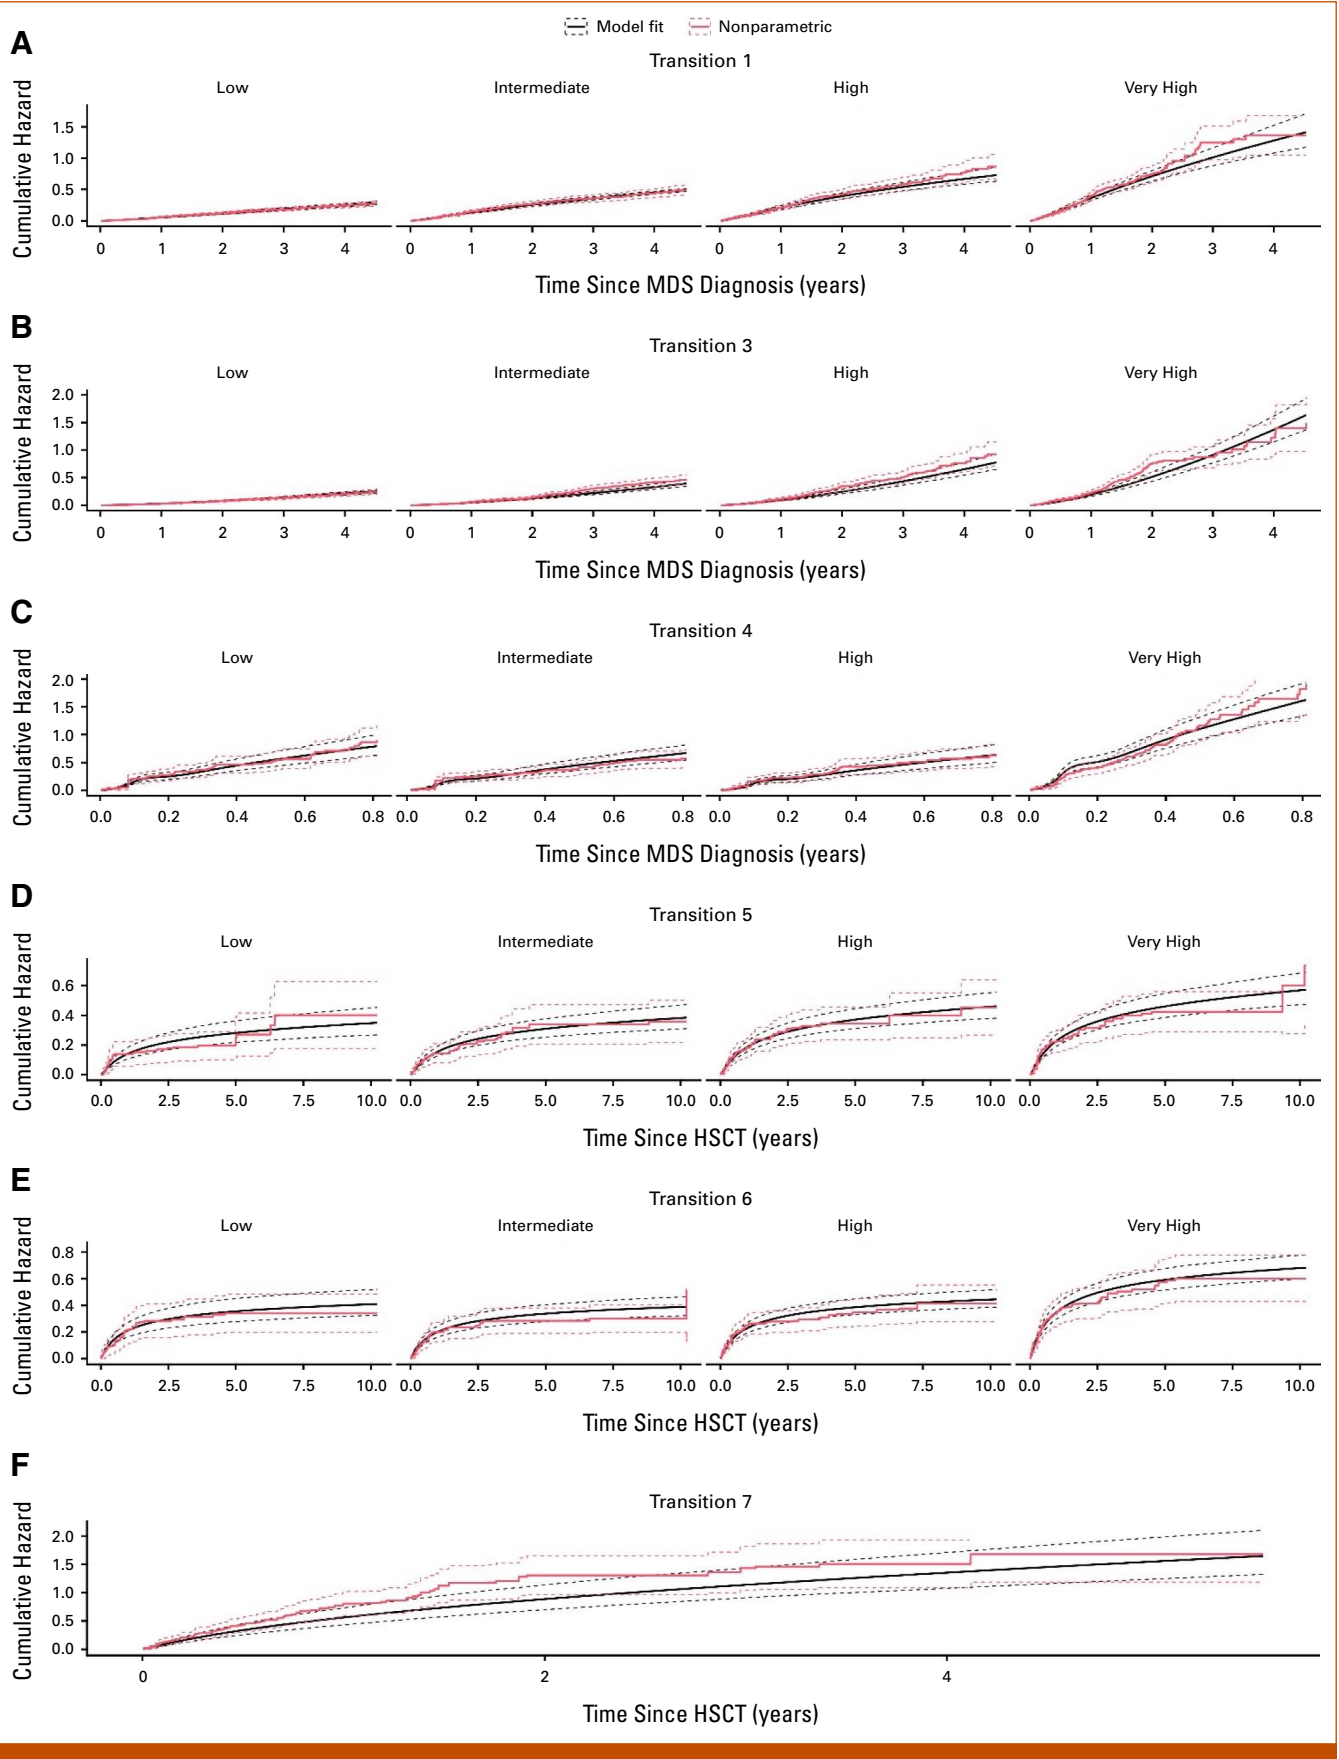 Model fit Nonparametric
A
Transition 1
Low Intermediate High Very High
Cumulative Hazard
1.5
1.0
0.5
0.0
0 1 2 3 4 0 1 2 3 4 0 1 2 3 4 0 1 2 3 4
Time Since MDS Diagnosis (years)
B
Transition 3
Low Intermediate High Very High
Cumulative Hazard
2.0
1.5
1.0
0.5
0.0
0 1 2 3 4 0 1 2 3 4 0 1 2 3 4 0 1 2 3 4
Time Since MDS Diagnosis (years)
C
Transition 4
Low Intermediate High Very High
Cumulative Hazard
2.0
1.5
1.0
0.5
0.0
0.0 0.2 0.4 0.6 0.8 0.0 0.2 0.4 0.6 0.8 0.0 0.2 0.4 0.6 0.8 0.0 0.2 0.4 0.6 0.8
Time Since MDS Diagnosis (years)
D
Transition 5
Low Intermediate High Very High
Cumulative Hazard
0.6
0.4
0.2
0.0
0.0 2.5 5.0 7.5 10.0 0.0 2.5 5.0 7.5 10.0 0.0 2.5 5.0 7.5 10.0 0.0 2.5 5.0 7.5 10.0
Time Since HSCT (years)
E
Transition 6
Low Intermediate High Very High
Cumulative Hazard
0.8
0.6
0.4
0.2
0.0
0.0 2.5 5.0 7.5 10.0 0.0 2.5 5.0 7.5 10.0 0.0 2.5 5.0 7.5 10.0 0.0 2.5 5.0 7.5 10.0
Time Since HSCT (years)
F
Transition 7
Cumulative Hazard
2.0
1.5
1.0
0.5
0.0
0 2 4
Time Since HSCT (years)